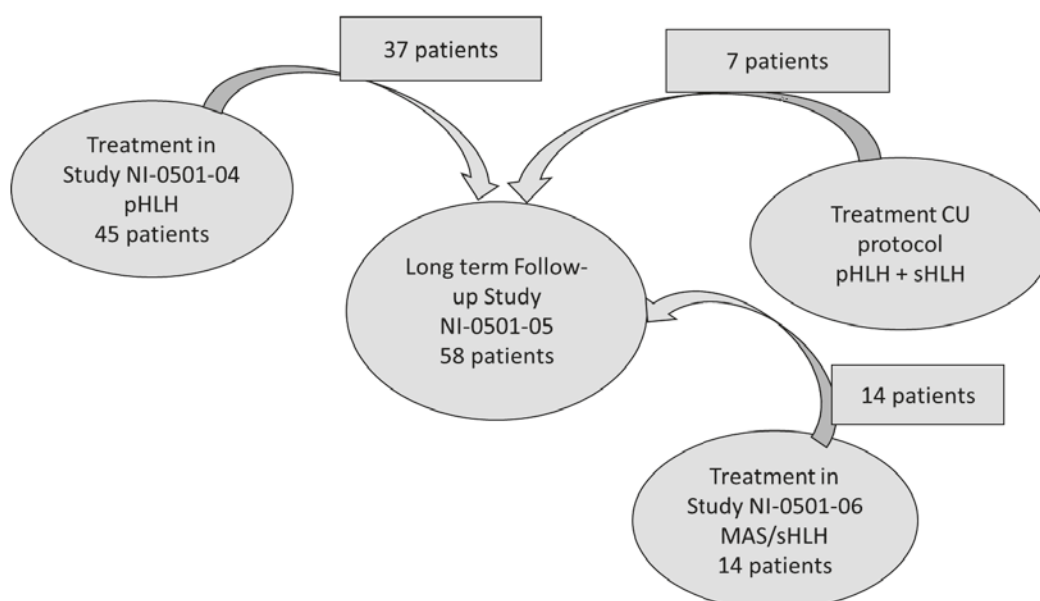 37 patients
7 patients
Treatment in
Study NI-0501-04
pHLH
45 patients
Treatment CU
protocol
pHLH + sHLH
Long term Follow-
up Study
NI-0501-05
58 patients
14 patients
Treatment in
Study NI-0501-06
MAS/sHLH
14 patients